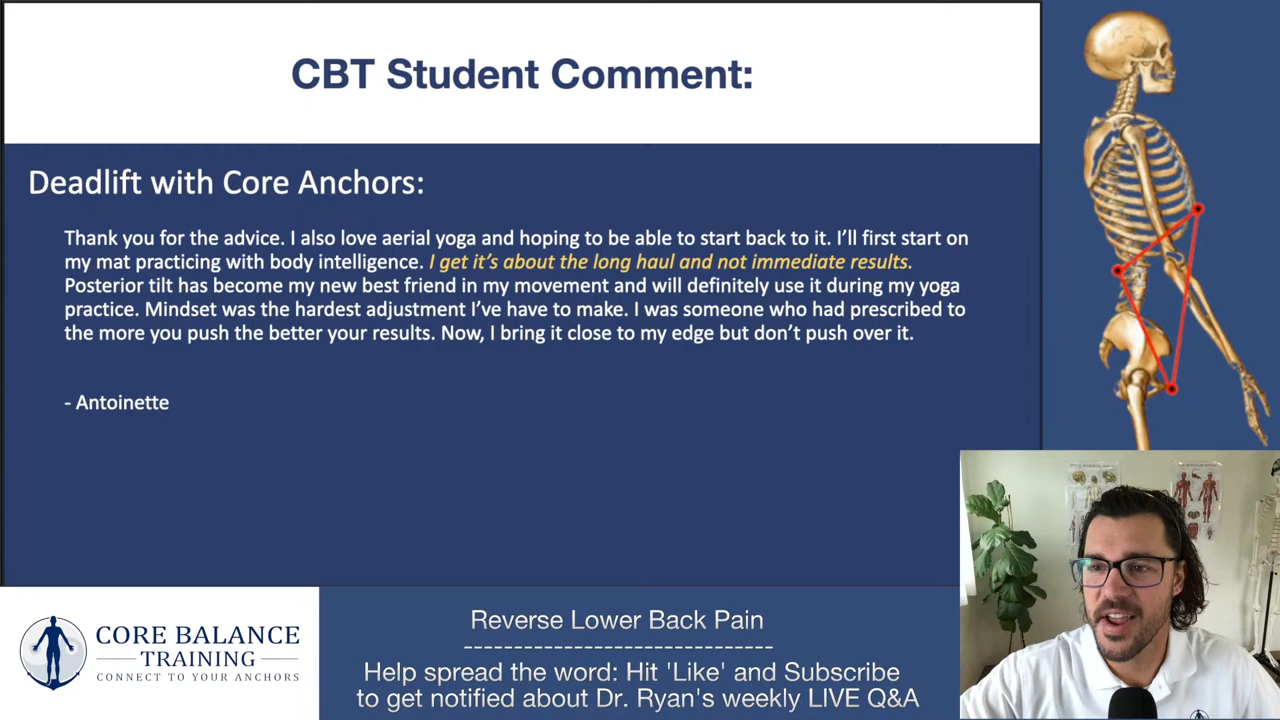 CBT Student Comment:
Deadlift with Core Anchors:
Thank you for the advice. I also love aerial yoga and hoping to be able to start back to it. I'll first start on
my mat practicing with body intelligence. I get it's about the long haul and not immediate results.
Posterior tilt has become my new best friend in my movement and will definitely use it during my yoga
practice. Mindset was the hardest adjustment I've have to make. I was someone who had prescribed to
the more you push the better your results. Now, I bring it close to my edge but don't push over it.
- Antoinette
CORE BALANCE
TRAINING
CONNECT TO YOUR ANCHORS
Reverse Lower Back Pain
-----------------------------
Help spread the word: Hit 'Like' and Subscribe
to get notified about Dr. Ryan's weekly LIVE Q&A